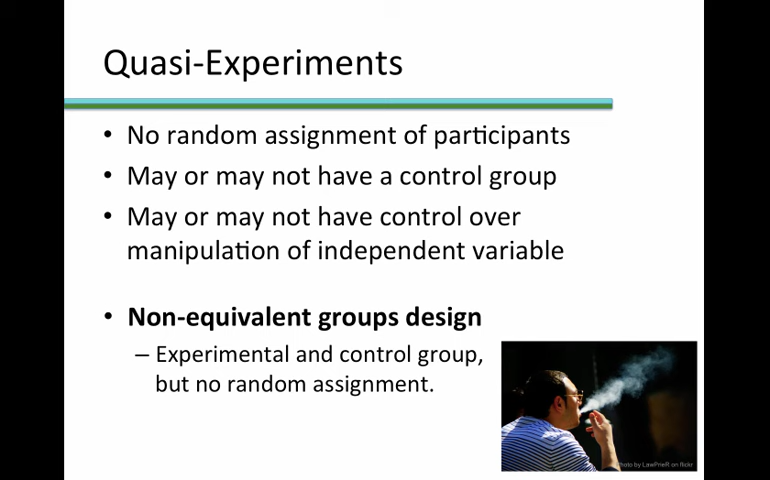 Quasi-Experiments
• No random assignment of participants
• May or may not have a control group
• May or may not have control over
manipulation of independent variable
• Non-equivalent groups design
– Experimental and control group,
but no random assignment.
Photo by LawPrieR on flickr